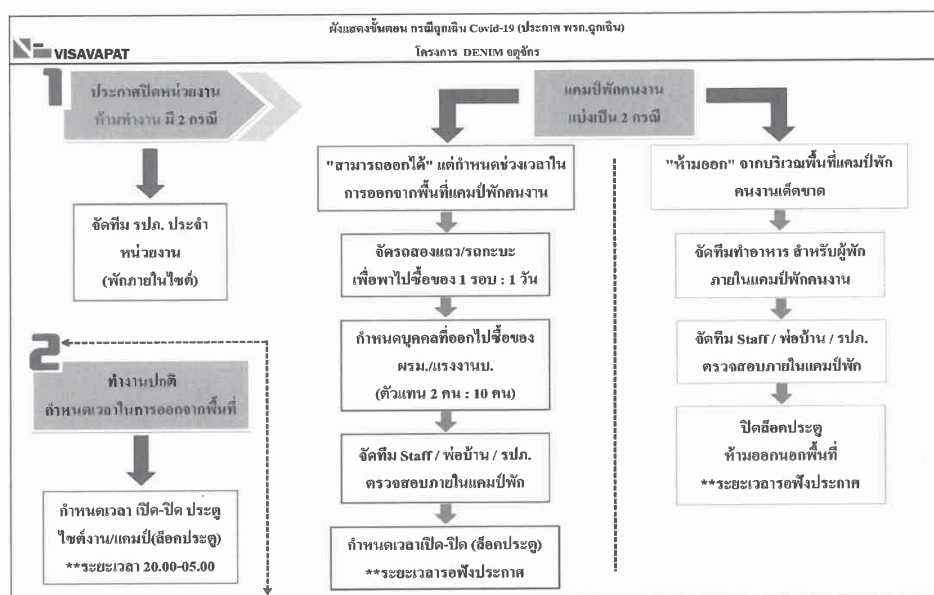 ผังแสดงขั้นตอน กรณีฉุกเฉิน Covid-19 (ประกาศ พรก.ฉุกเฉิน)
VISAVAPAT
โครงการ DENIM จตุจักร
1
ประกาศปิดหน่วยงาน
ห้ามทำงาน มี 2 กรณี
จัดทีม รปภ. ประจำ
หน่วยงาน
(พักภายในไซต์)
2
ทำงานปกติ
กำหนดเวลาในการออกจากพื้นที่
กำหนดเวลา เปิด-ปิด ประตู
ไซต์งาน/แคมป์(ล็อคประตู)
**ระยะเวลา 20.00-05.00
แคมป์พักคนงาน
แบ่งเป็น 2 กรณี
"สามารถออกได้" แต่กำหนดช่วงเวลาใน
การออกจากพื้นที่แคมป์พักคนงาน
จัดรถสองแถว/รถกะบะ
เพื่อพาไปซื้อของ 1 รอบ : 1 วัน
กำหนดบุคคลที่ออกไปซื้อของ
ผรม./แรงงานบ.
(ตัวแทน 2 คน : 10 คน)
จัดทีม Staff / พ่อบ้าน / รปภ.
ตรวจสอบภายในแคมป์พัก
กำหนดเวลาเปิด-ปิด (ล็อคประตู)
**ระยะเวลารอฟังประกาศ
"ห้ามออก" จากบริเวณพื้นที่แคมป์พัก
คนงานเด็ดขาด
จัดทีมทำอาหาร สำหรับผู้พัก
ภายในแคมป์พักคนงาน
จัดทีม Staff / พ่อบ้าน / รปภ.
ตรวจสอบภายในแคมป์พัก
ปิดล็อคประตู
ห้ามออกนอกพื้นที่
**ระยะเวลารอฟังประกาศ